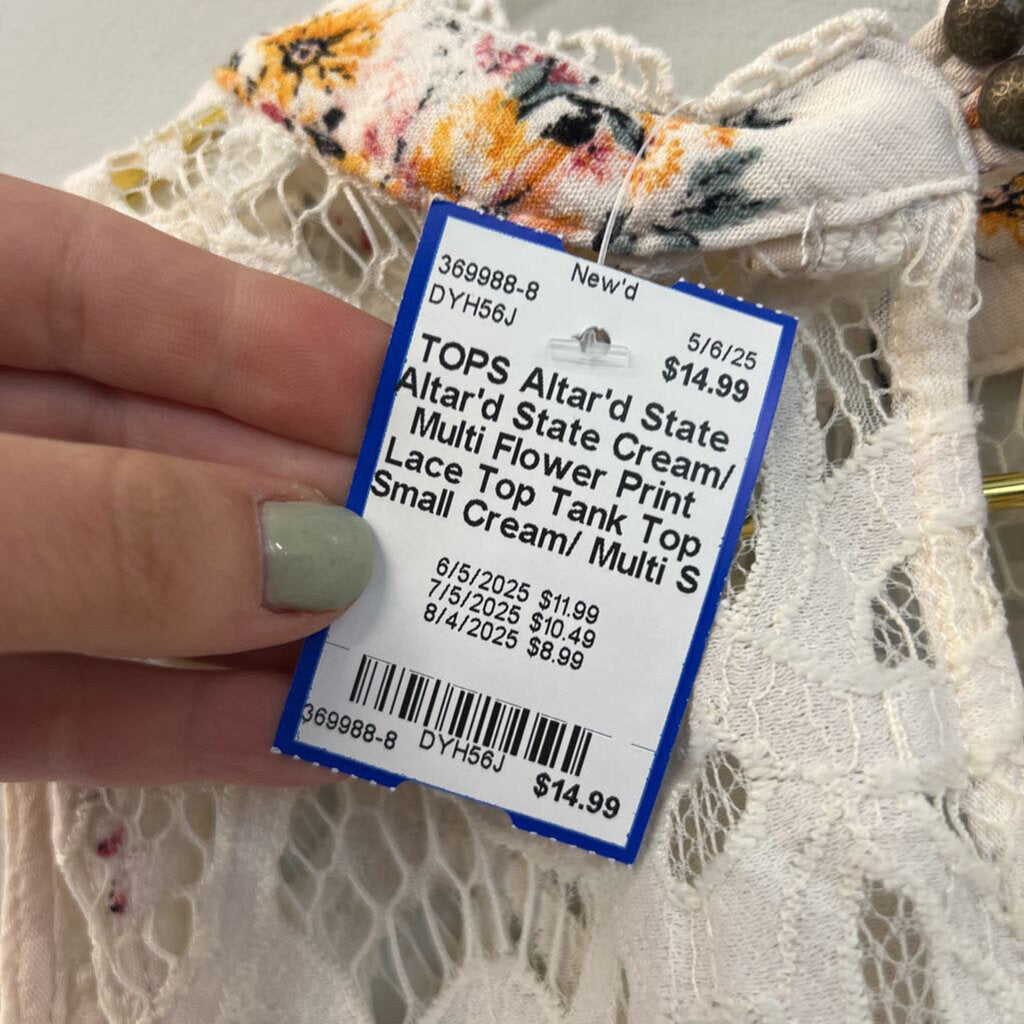 New'd
369988-8
DYH56J
5/6/25
$14.99
TOPS Altar'd State
Altar'd State Cream/
Multi Flower Print
Lace Top Tank Top
Small Cream/ Multi S
6/5/2025 $11.99
7/5/2025 $10.49
8/4/2025 $8.99
369988-8 DYH56J
$14.99